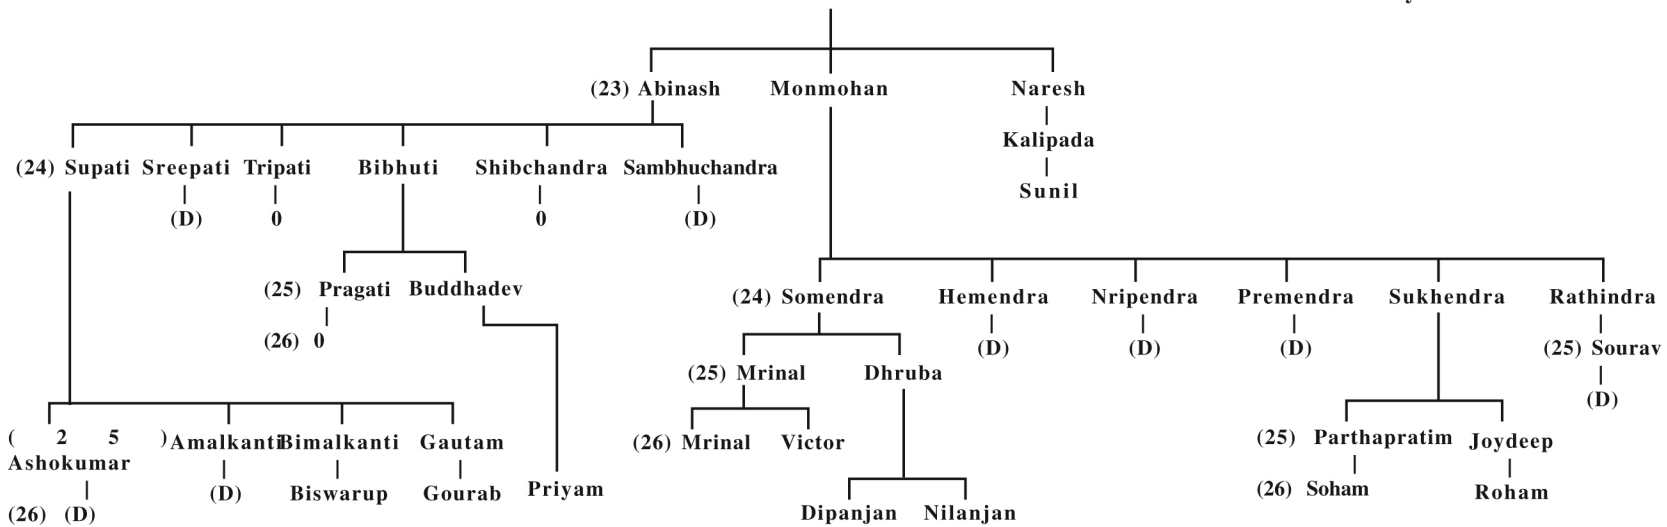 (23) Abinash Monmohan Naresh
Kalipada
(24) Supati Sreepati Tripati Bibhuti Shibchandra Sambhuchandra
Sunil
(D) 0 0 (D)
(25) Pragati Buddhadev
(24) Somendra Hemendra Nripendra Premendra Sukhendra Rathindra
(26) 0
(D) (D) (D) (25) Sourav
(25) Mrinal Dhruba
(D)
( 2 5 ) Amalkanti Bimalkanti Gautam (26) Mrinal Victor (25) Parthapratim Joydeep
Ashokumar
(D) Biswarup Gourab Priyam (26) Soham Roham
(26) (D) Dipanjan Nilanjan